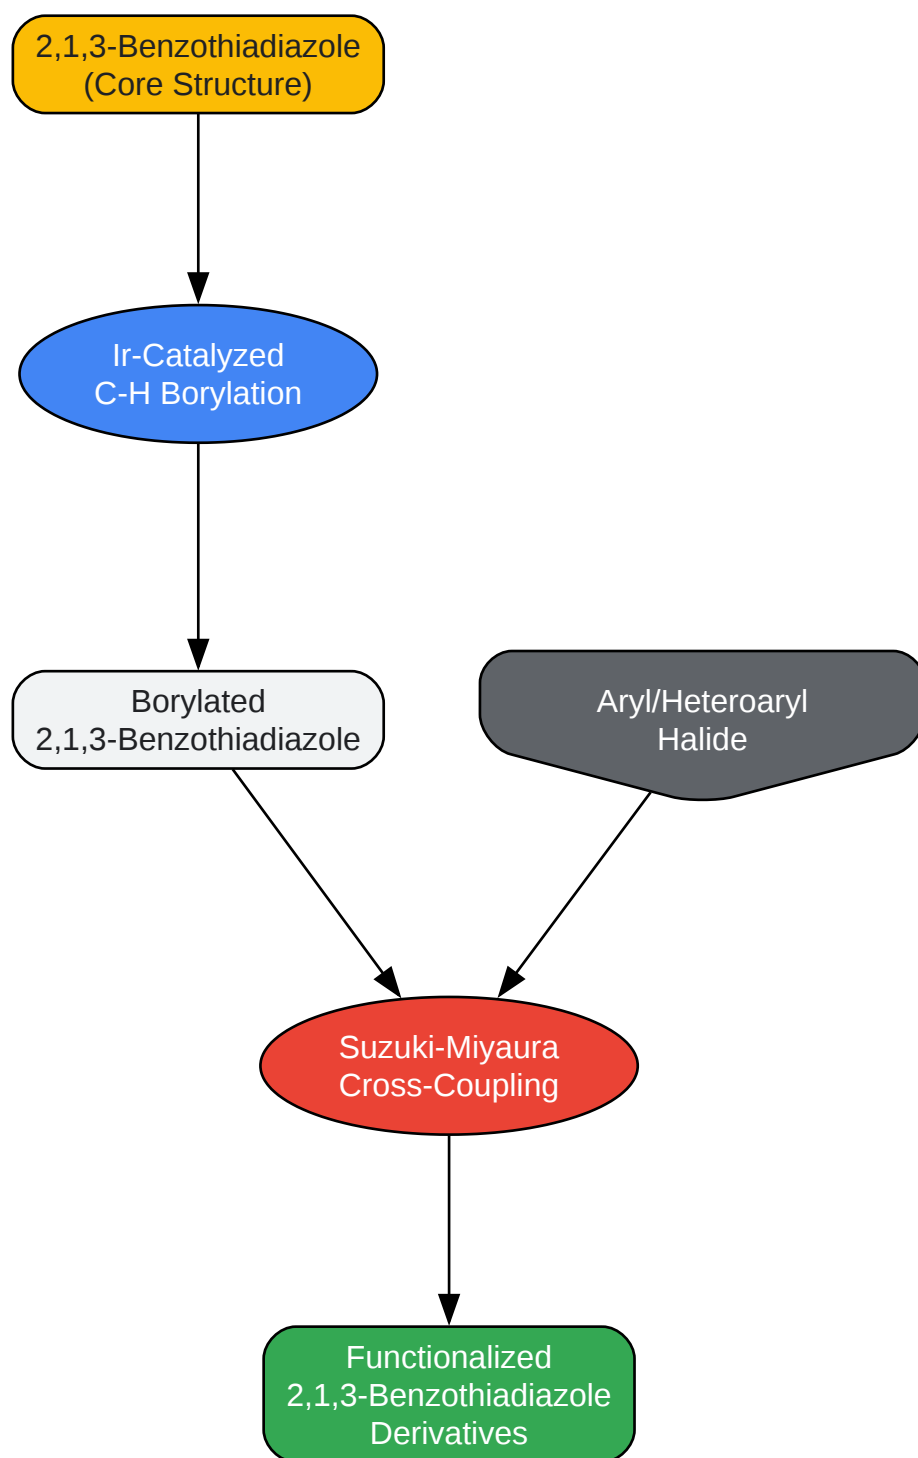 2,1,3-Benzothiadiazole
(Core Structure)
Ir-Catalyzed
C-H Borylation
Borylated
2,1,3-Benzothiadiazole
Aryl/Heteroaryl
Halide
Suzuki-Miyaura
Cross-Coupling
Functionalized
2,1,3-Benzothiadiazole
Derivatives